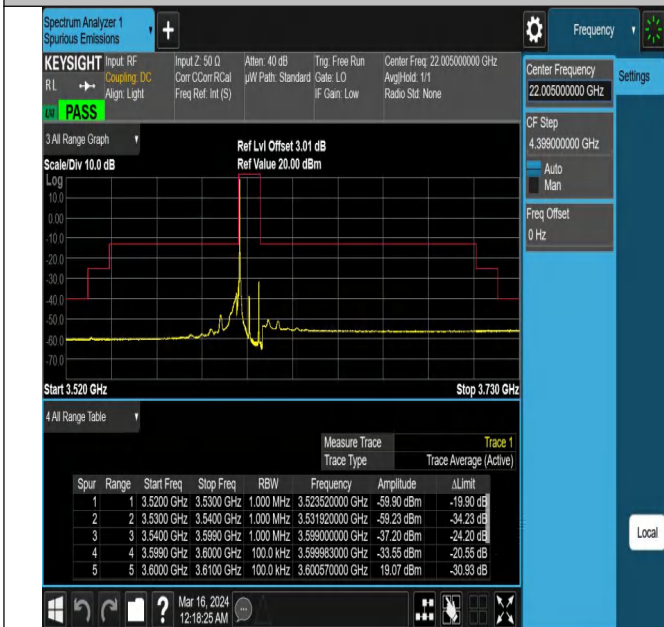 Spectrum Analyzer 1
Spurious Emissions
+
Frequency
KEYSIGHT Input: RF Input Z: 50 Ω Atten: 40 dB Trig: Free Run Center Freq: 22.005000000 GHz
RL Coupling: DC Corr CCorr RCal µW Path: Standard Gate: LO Avg|Hold: 1/1
Align: Light Freq Ref: Int (S) IF Gain: Low Radio Std: None
PASS
Center Frequency
22.005000000 GHz
Settings
CF Step
4.399000000 GHz
Auto
Man
Freq Offset
0 Hz
Local
3 All Range Graph
Ref Lvl Offset 3.01 dB
Scale/Div 10.0 dB Ref Value 20.00 dBm
Log
10.0
0.00
-10.0
-20.0
-30.0
-40.0
-50.0
-60.0
-70.0
Start 3.520 GHz Stop 3.730 GHz
4 All Range Table
Measure Trace Trace 1
Trace Type Trace Average (Active)
Spur Range Start Freq Stop Freq RBW Frequency Amplitude ΔLimit
1 1 3.5200 GHz 3.5300 GHz 1.000 MHz 3.523520000 GHz -59.90 dBm -19.90 dB
2 2 3.5300 GHz 3.5400 GHz 1.000 MHz 3.531920000 GHz -59.23 dBm -34.23 dB
3 3 3.5400 GHz 3.5990 GHz 1.000 MHz 3.599000000 GHz -37.20 dBm -24.20 dB
4 4 3.5990 GHz 3.6000 GHz 100.0 kHz 3.599983000 GHz -33.55 dBm -20.55 dB
5 5 3.6000 GHz 3.6100 GHz 100.0 kHz 3.600570000 GHz 19.07 dBm -30.93 dB
?
Mar 16, 2024
12:18:25 AM